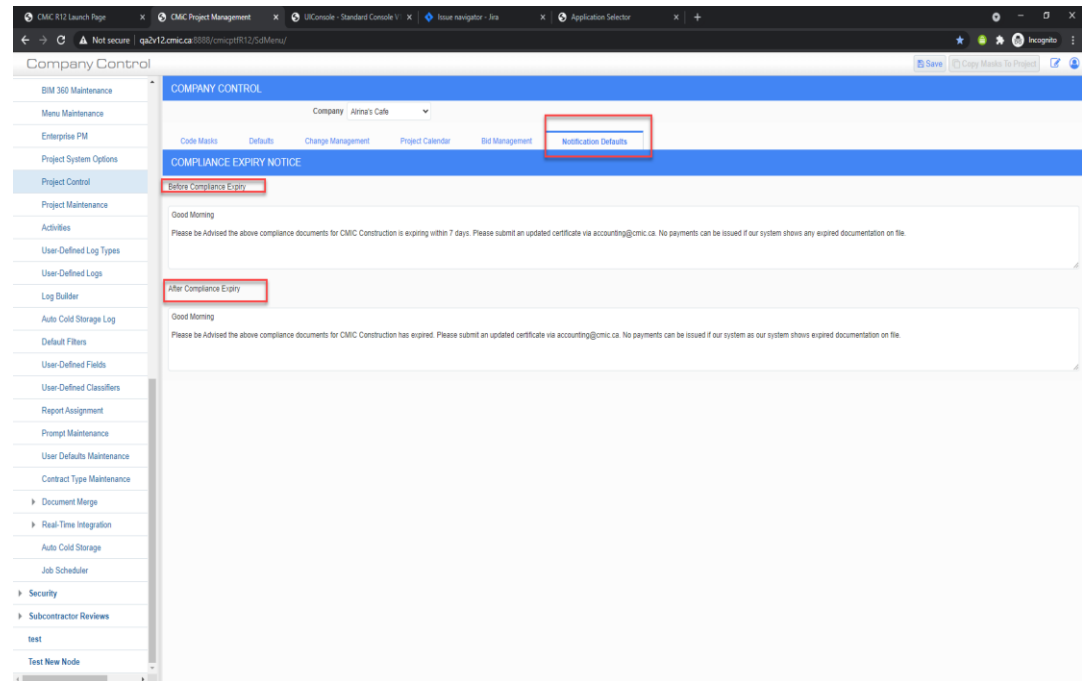 CMiC R12 Launch Page
CMiC Project Management
UIConsole - Standard Console V
Issue navigator - Jira
Application Selector
Not secure qa2v12.cmic.ca:8888/cmicptfR12/SdMenu/
Incognito
Company Control
Save
Copy Masks To Project
BIM 360 Maintenance
Menu Maintenance
Enterprise PM
Project System Options
Project Control
Project Maintenance
Activities
User-Defined Log Types
User-Defined Logs
Log Builder
Auto Cold Storage Log
Default Filters
User-Defined Fields
User-Defined Classifiers
Report Assignment
Prompt Maintenance
User Defaults Maintenance
Contract Type Maintenance
Document Merge
Real-Time Integration
Auto Cold Storage
Job Scheduler
Security
Subcontractor Reviews
test
Test New Node
COMPANY CONTROL
Company Alrina's Cafe
Code Masks Defaults Change Management Project Calendar Bid Management Notification Defaults
COMPLIANCE EXPIRY NOTICE
Before Compliance Expiry
Good Morning
Please be Advised the above compliance documents for CMIC Construction is expiring within 7 days. Please submit an updated certificate via accounting@cmic.ca. No payments can be issued if our system shows any expired documentation on file.
After Compliance Expiry
Good Morning
Please be Advised the above compliance documents for CMIC Construction has expired. Please submit an updated certificate via accounting@cmic.ca. No payments can be issued if our system as our system shows expired documentation on file.